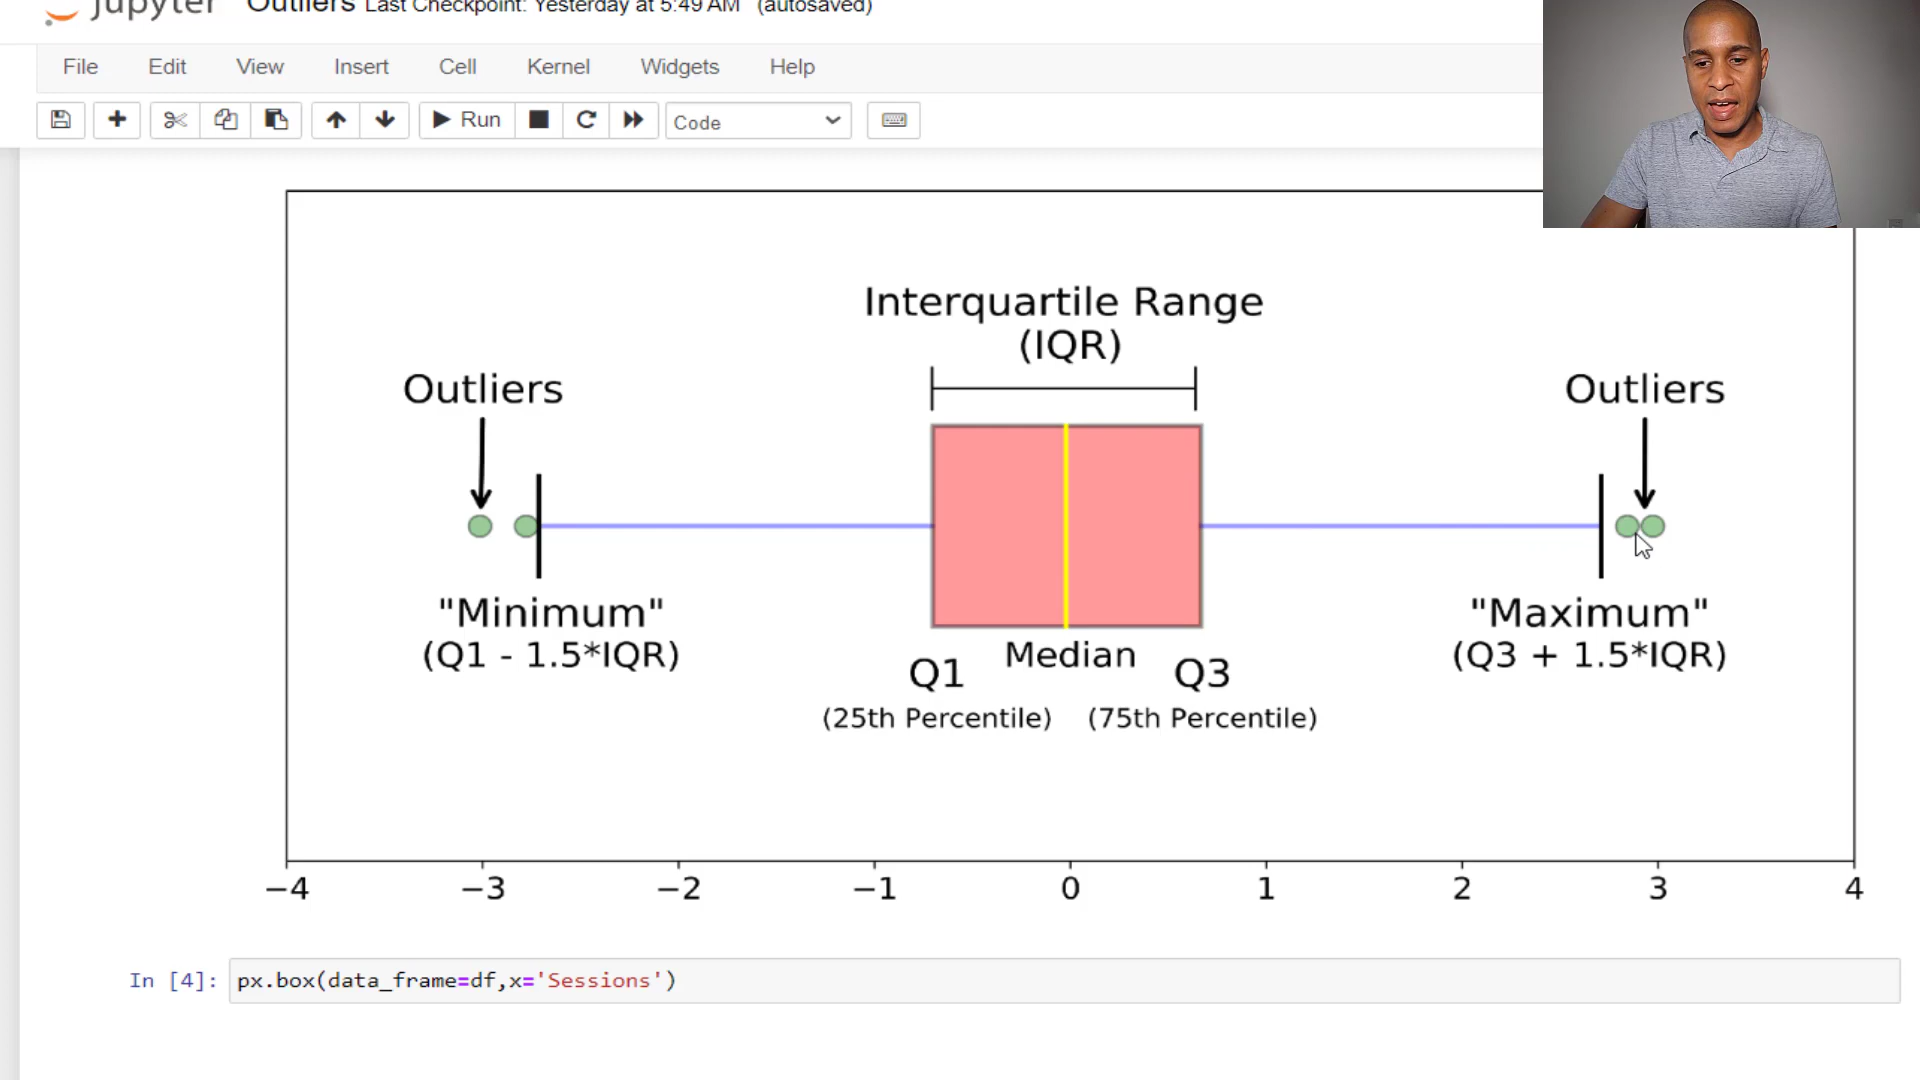 jupyter Outliers Last Checkpoint: Yesterday at 5:49 AM (autosaved)
File Edit View Insert Cell Kernel Widgets Help
Run Code
Interquartile Range
(IQR)
Outliers Outliers
"Minimum" "Maximum"
(Q1 - 1.5*IQR) Median (Q3 + 1.5*IQR)
Q1 Q3
(25th Percentile) (75th Percentile)
−4 −3 −2 −1 0 1 2 3 4
In [4]: px.box(data_frame=df,x='Sessions')